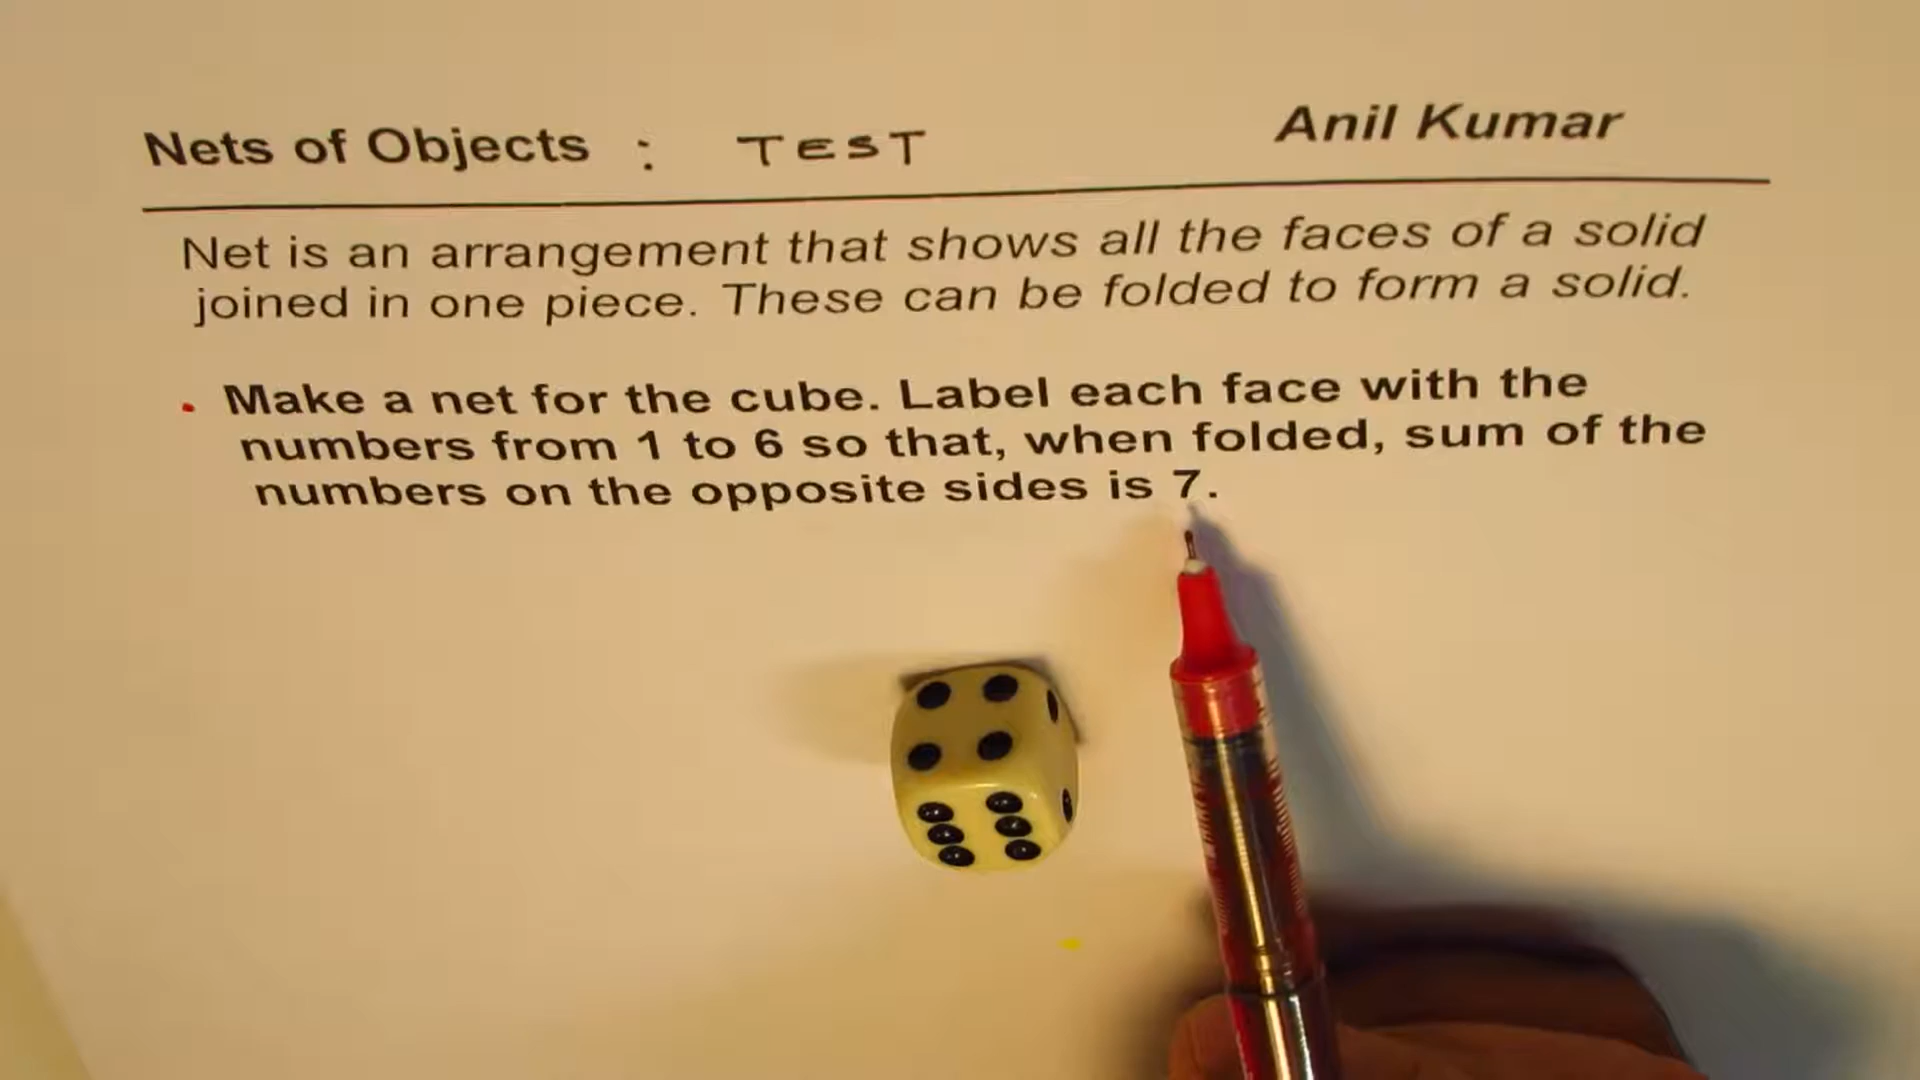 Nets of Objects : TEST Anil Kumar
Net is an arrangement that shows all the faces of a solid
joined in one piece. These can be folded to form a solid.
• Make a net for the cube. Label each face with the
numbers from 1 to 6 so that, when folded, sum of the
numbers on the opposite sides is 7.